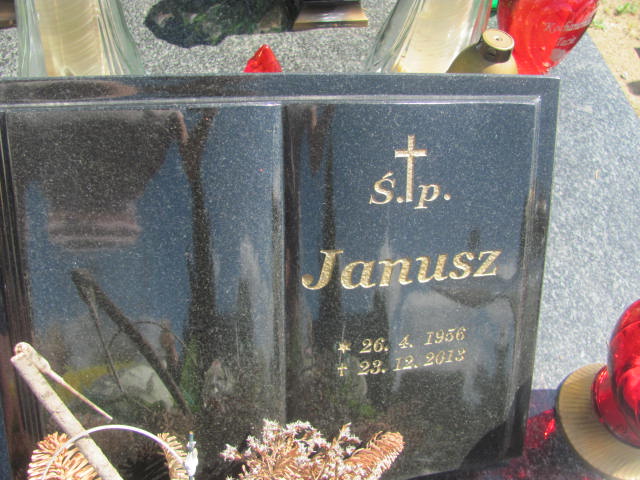 Ś.†p.
Janusz
* 26. 4. 1956
† 23. 12. 2013